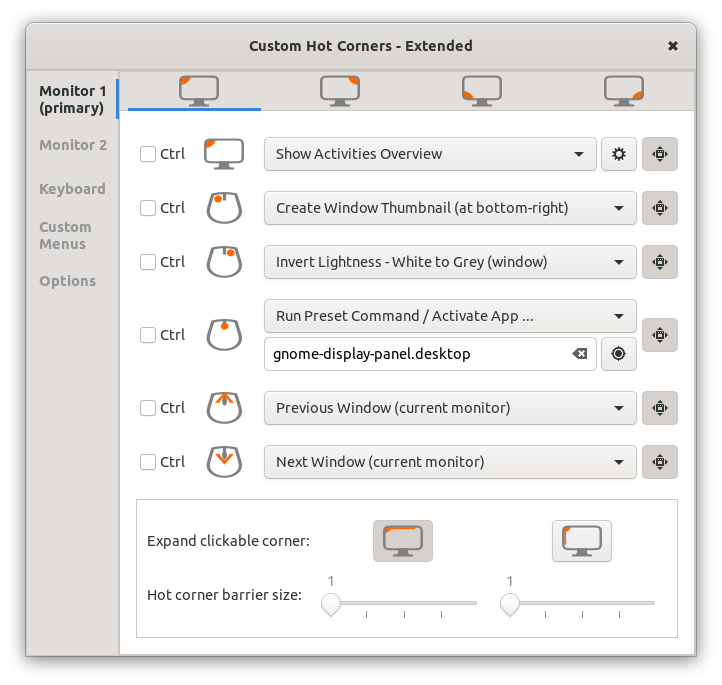 Custom Hot Corners - Extended
Monitor 1
(primary)
Monitor 2
Keyboard
Custom
Menus
Options
Ctrl
Show Activities Overview
Ctrl
Create Window Thumbnail (at bottom-right)
Ctrl
Invert Lightness - White to Grey (window)
Ctrl
Run Preset Command / Activate App ...
gnome-display-panel.desktop
Ctrl
Previous Window (current monitor)
Ctrl
Next Window (current monitor)
Expand clickable corner:
Hot corner barrier size:
1
1